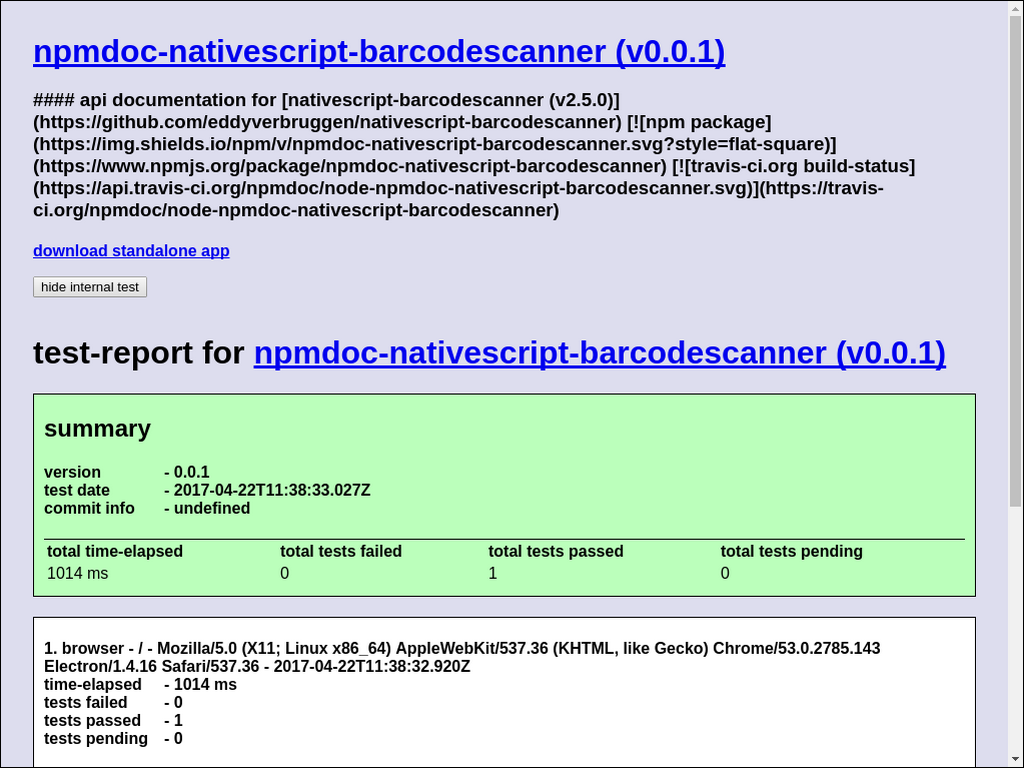 npmdoc-nativescript-barcodescanner (v0.0.1)
#### api documentation for [nativescript-barcodescanner (v2.5.0)]
(https://github.com/eddyverbruggen/nativescript-barcodescanner) [![npm package]
(https://img.shields.io/npm/v/npmdoc-nativescript-barcodescanner.svg?style=flat-square)]
(https://www.npmjs.org/package/npmdoc-nativescript-barcodescanner) [![travis-ci.org build-status]
(https://api.travis-ci.org/npmdoc/node-npmdoc-nativescript-barcodescanner.svg)](https://travis-
ci.org/npmdoc/node-npmdoc-nativescript-barcodescanner)
download standalone app
hide internal test
test-report for npmdoc-nativescript-barcodescanner (v0.0.1)
summary
version - 0.0.1
test date - 2017-04-22T11:38:33.027Z
commit info - undefined
total time-elapsed total tests failed total tests passed total tests pending
1014 ms 0 1 0
1. browser - / - Mozilla/5.0 (X11; Linux x86_64) AppleWebKit/537.36 (KHTML, like Gecko) Chrome/53.0.2785.143
Electron/1.4.16 Safari/537.36 - 2017-04-22T11:38:32.920Z
time-elapsed - 1014 ms
tests failed - 0
tests passed - 1
tests pending - 0